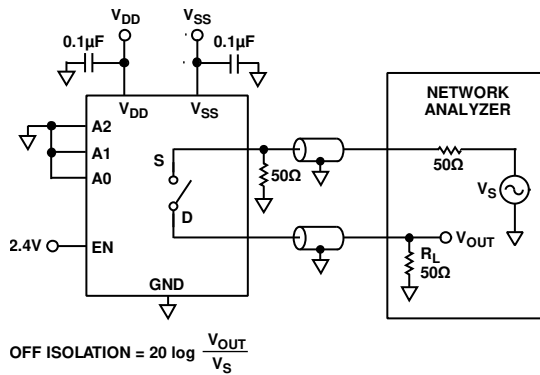 VDD
VSS
0.1µF
0.1µF
VDD
VSS
NETWORK
ANALYZER
A2
A1
A0
S
50Ω
50Ω
VS
D
2.4V
EN
VOUT
RL
50Ω
GND
OFF ISOLATION = 20 log VOUT
VS